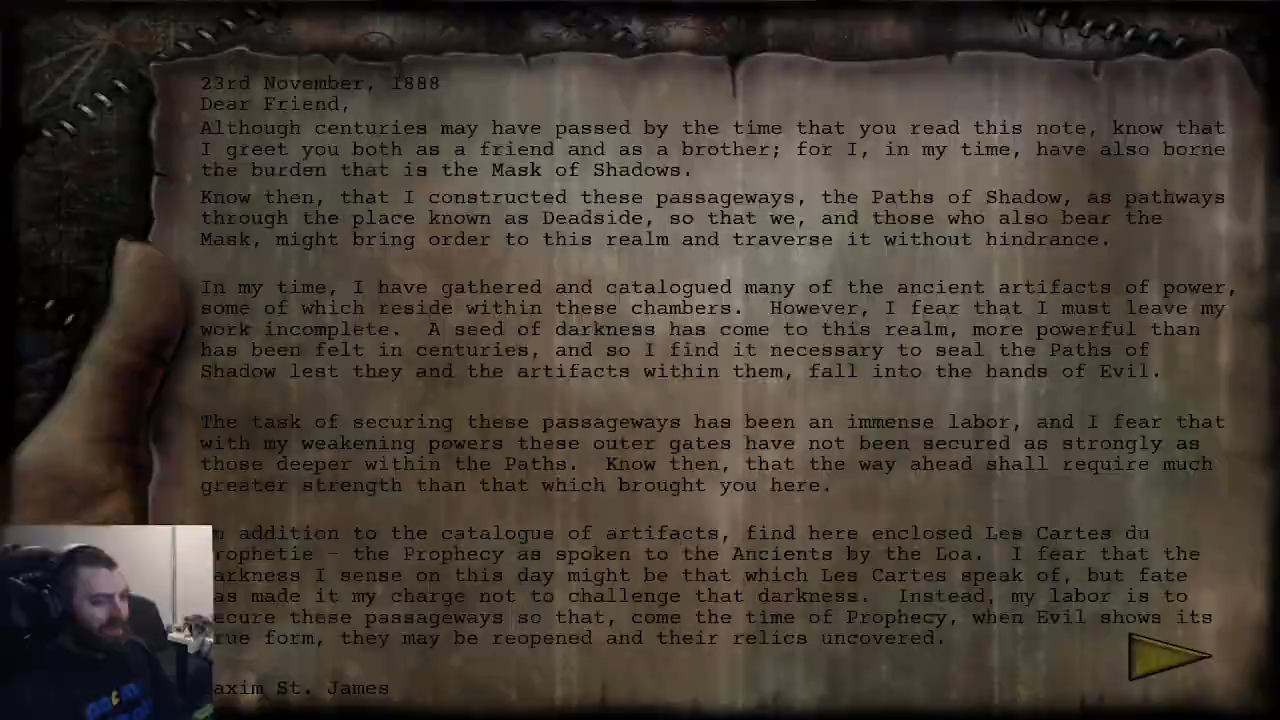 23rd November, 1888
Dear Friend,
Although centuries may have passed by the time that you read this note, know that
I greet you both as a friend and as a brother; for I, in my time, have also borne
the burden that is the Mask of Shadows.
Know then, that I constructed these passageways, the Paths of Shadow, as pathways
through the place known as Deadside, so that we, and those who also bear the
Mask, might bring order to this realm and traverse it without hindrance.
In my time, I have gathered and catalogued many of the ancient artifacts of power,
some of which reside within these chambers. However, I fear that I must leave my
work incomplete. A seed of darkness has come to this realm, more powerful than
has been felt in centuries, and so I find it necessary to seal the Paths of
Shadow lest they and the artifacts within them, fall into the hands of Evil.
The task of securing these passageways has been an immense labor, and I fear that
with my weakening powers these outer gates have not been secured as strongly as
those deeper within the Paths. Know then, that the way ahead shall require much
greater strength than that which brought you here.
n addition to the catalogue of artifacts, find here enclosed Les Cartes du
rophetie - the Prophecy as spoken to the Ancients by the Loa. I fear that the
arkness I sense on this day might be that which Les Cartes speak of, but fate
as made it my charge not to challenge that darkness. Instead, my labor is to
ecure these passageways so that, come the time of Prophecy, when Evil shows its
rue form, they may be reopened and their relics uncovered.
axim St. James